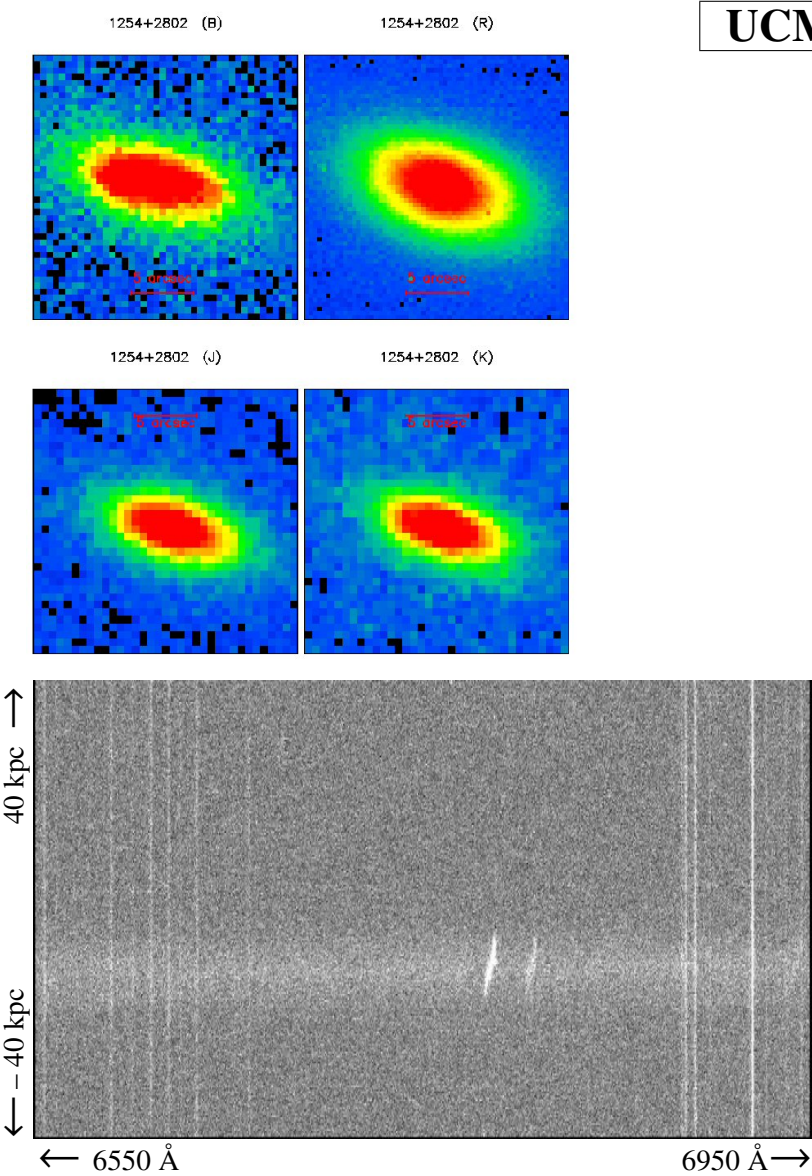 UCM
1254+2802 (B)
1254+2802 (R)
5 arcsec
5 arcsec
1254+2802 (J)
1254+2802 (K)
5 arcsec
5 arcsec
← − 40 kpc 40 kpc →
← 6550 Å 6950 Å →